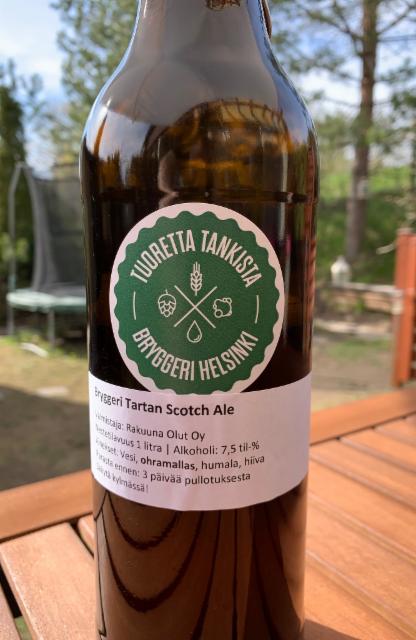 TUORETTA TANKISTA
BRYGGERI HELSINKI
Bryggeri Tartan Scotch Ale
Valmistaja: Rakuuna Olut Oy
Nestetilavuus 1 litra | Alkoholi: 7,5 til-%
Ainekset: Vesi, ohramallas, humala, hiiva
Parasta ennen: 3 päivää pullotuksesta
Säilytä kylmässä!